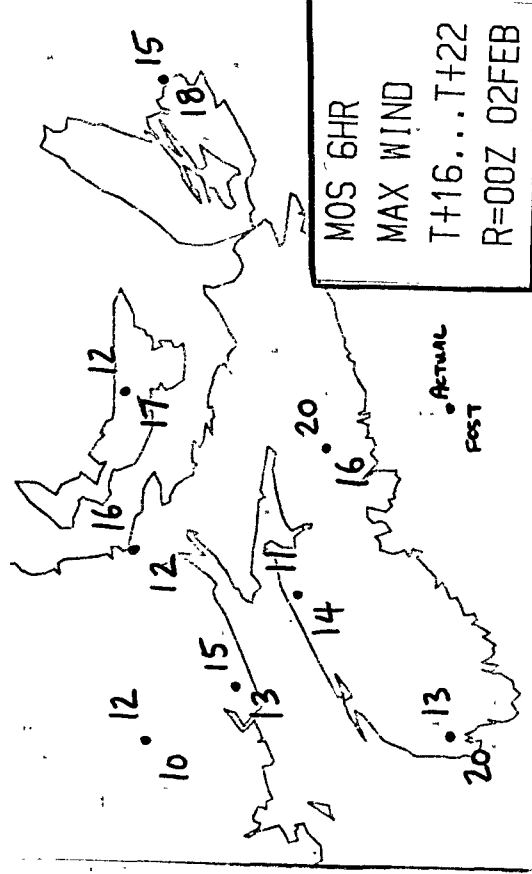 15
18
12
17
16
12
12
10
15
13
11
14
20
16
13
20
ACTUAL
FCST
MOS 6HR
MAX WIND
T+16...T+22
R=00Z 02FEB